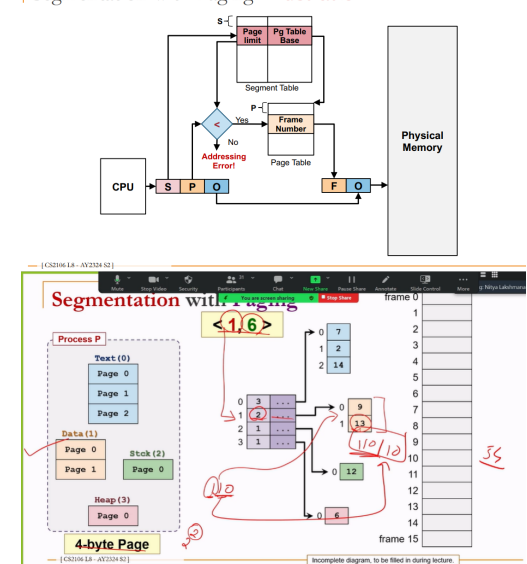 S
Page limit
Pg Table Base
Segment Table
P
<
Yes
No
Addressing Error!
Frame Number
Page Table
Physical Memory
CPU
S P O
F O
[ CS2106 L8 - AY2324 S2 ]
Mute
Stop Video
Security
Participants
Chat
New Share
Pause Share
Annotate
Slide Control
More
You are screen sharing
Stop Share
Segmentation with Paging
<1,6>
Process P
Text(0)
Page 0
Page 1
Page 2
Data(1)
Page 0
Page 1
Stck(2)
Page 0
Heap(3)
Page 0
4-byte Page
0 3 ...
1 2 ...
2 1 ...
3 1 ...
0 7
1 2
2 14
0 9
1 13
0 12
0 6
110
110/10
frame 0
1
2
3
4
5
6
7
8
9
10
11
12
13
14
frame 15
[ CS2106 L8 - AY2324 S2 ]
Incomplete diagram, to be filled in during lecture.